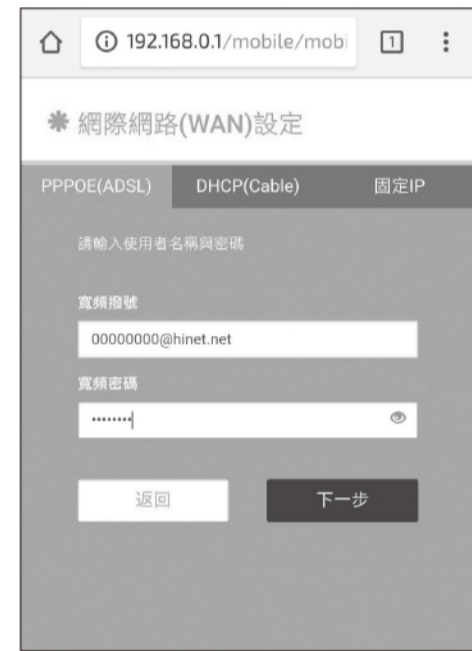 192.168.0.1/mobile/mobi
1
網際網路(WAN)設定
PPPOE(ADSL) DHCP(Cable) 固定IP
請輸入使用者名稱與密碼
寬頻撥號
00000000@hinet.net
寬頻密碼
••••••••
返回 下一步